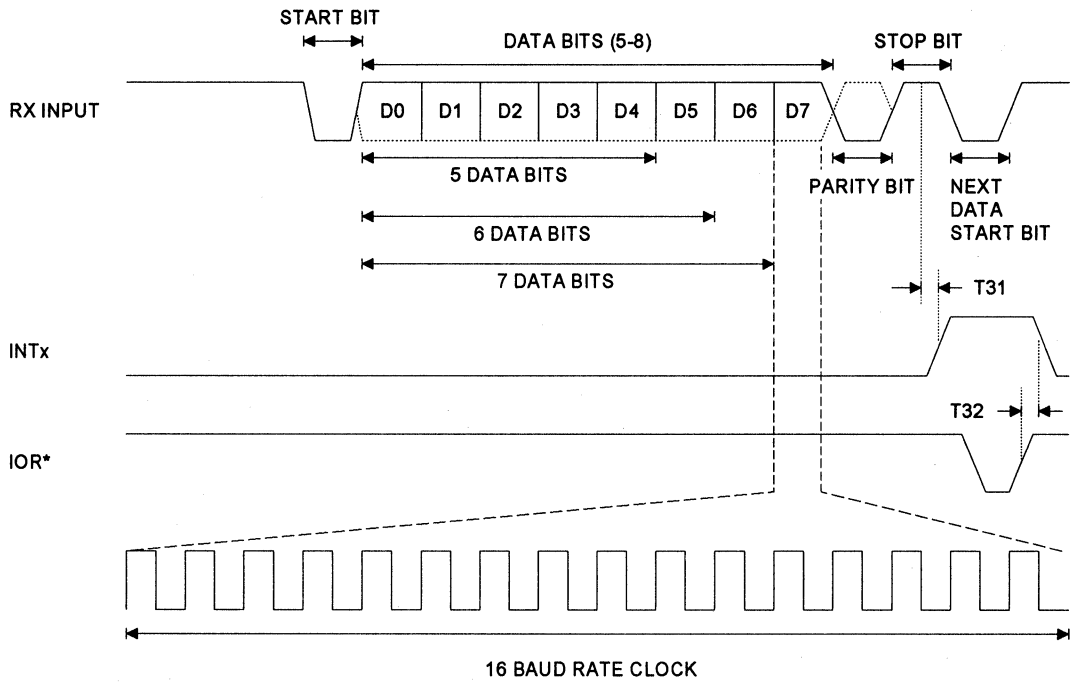 START BIT
DATA BITS (5-8)
STOP BIT
RX INPUT
D0 D1 D2 D3 D4 D5 D6 D7
5 DATA BITS
PARITY BIT
NEXT
DATA
START BIT
6 DATA BITS
7 DATA BITS
T31
INTx
T32
IOR*
16 BAUD RATE CLOCK